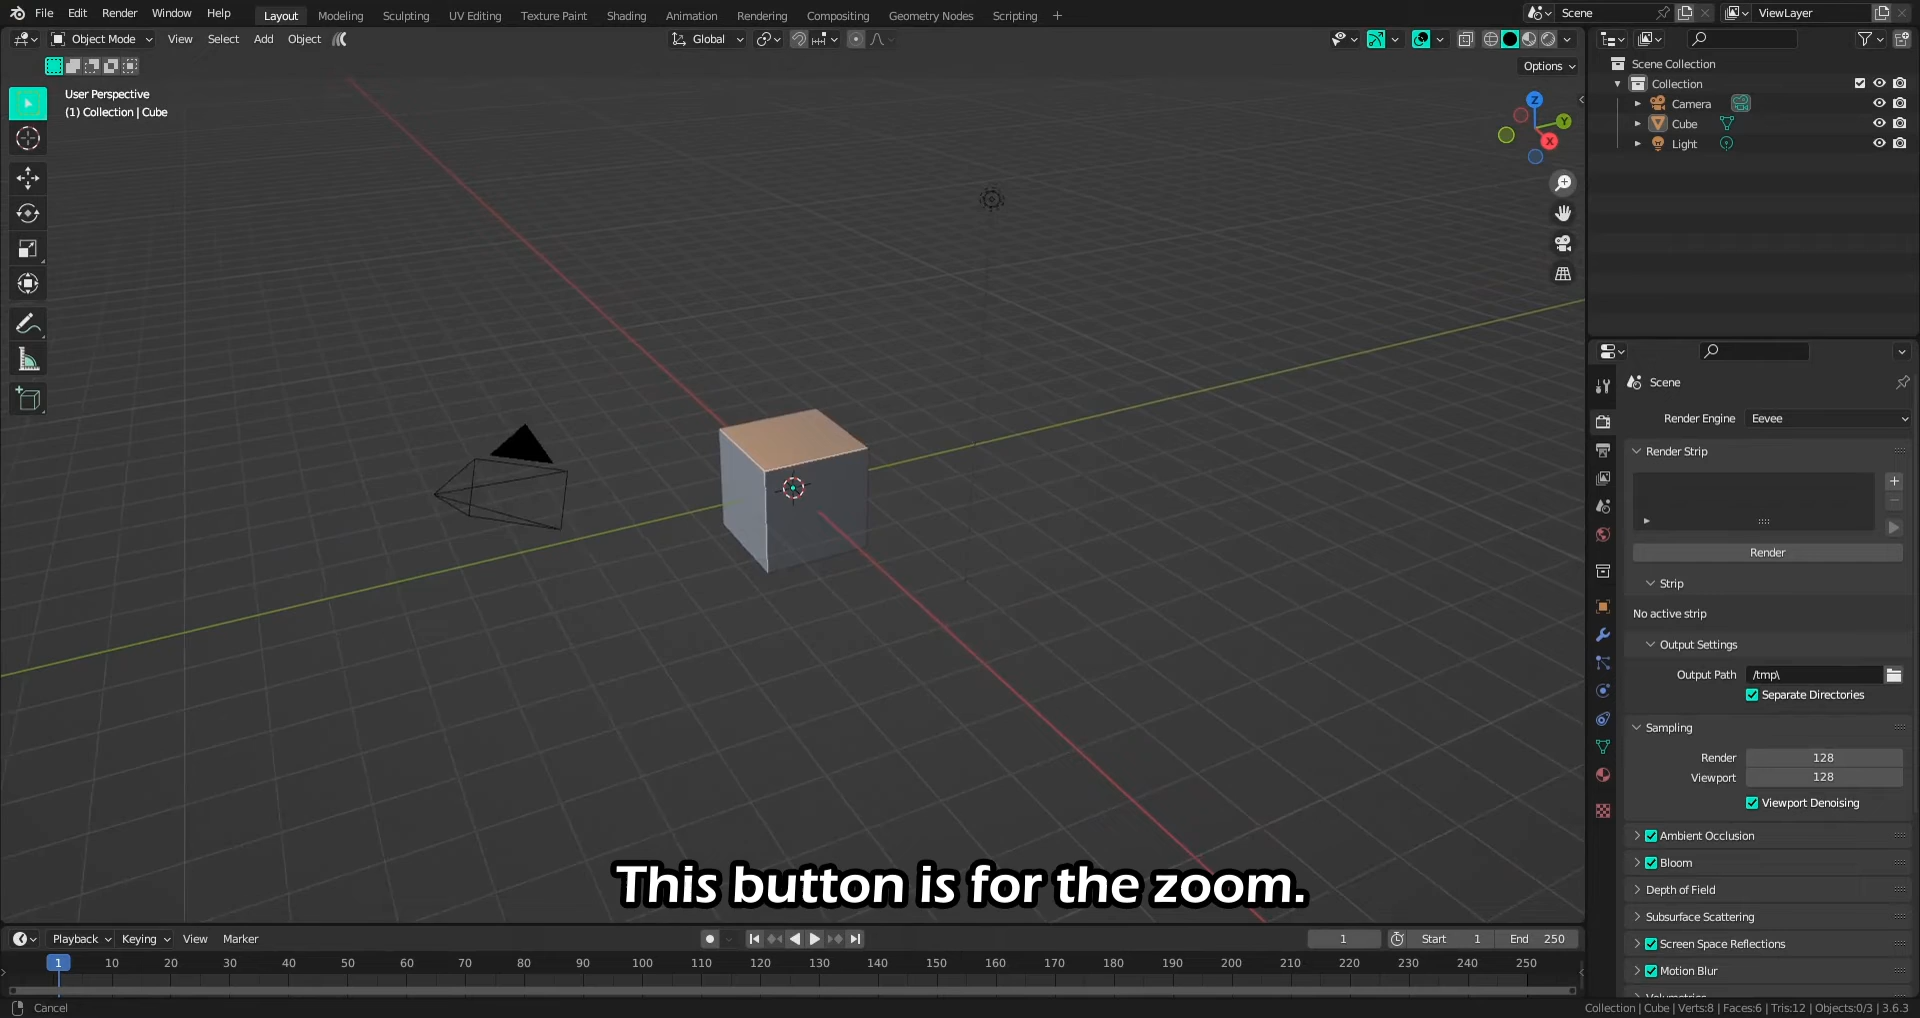 File Edit Render Window Help Layout Modeling Sculpting UV Editing Texture Paint Shading Animation Rendering Compositing Geometry Nodes Scripting +
Scene
ViewLayer
Object Mode View Select Add Object
Global
Options
User Perspective
(1) Collection | Cube
Z
Y
X
Scene Collection
Collection
Camera
Cube
Light
Scene
Render Engine Eevee
Render Strip
Render
Strip
No active strip
Output Settings
Output Path /tmp\
Separate Directories
Sampling
Render 128
Viewport 128
Viewport Denoising
Ambient Occlusion
Bloom
Depth of Field
Subsurface Scattering
Screen Space Reflections
Motion Blur
This button is for the zoom.
Playback Keying View Marker
1 Start 1 End 250
1 10 20 30 40 50 60 70 80 90 100 110 120 130 140 150 160 170 180 190 200 210 220 230 240 250
Cancel
Collection | Cube | Verts:8 | Faces:6 | Tris:12 | Objects:0/3 | 3.6.3